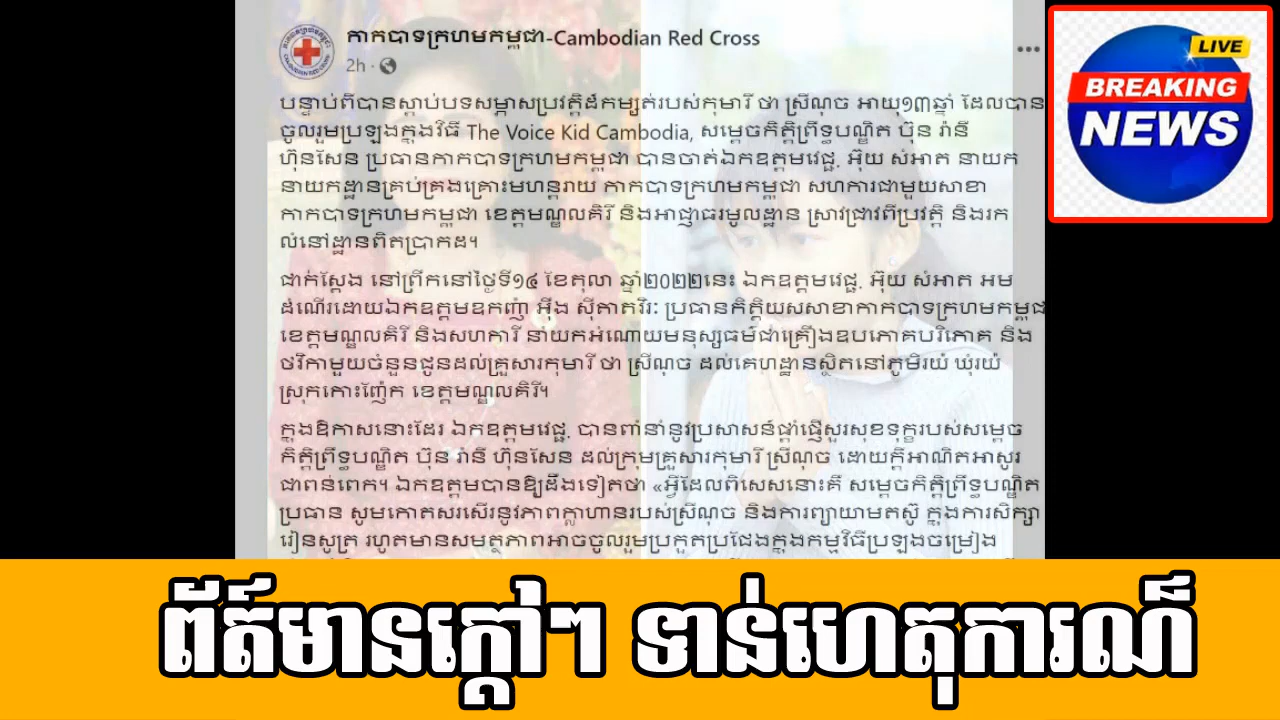 កាកបាទក្រហមកម្ពុជា-Cambodian Red Cross
2h
បន្ទាប់ពីបានស្តាប់បទសម្ភាសប្រវត្តិដ៏កម្សត់របស់កុមារី ថា ស្រីណុច អាយុ១៣ឆ្នាំ ដែលបាន
ចូលរួមប្រឡងក្នុងវិធី The Voice Kid Cambodia, សម្តេចកិត្តិព្រឹទ្ធបណ្ឌិត ប៊ុន រ៉ានី
ហ៊ុនសែន ប្រធានកាកបាទក្រហមកម្ពុជា បានចាត់ឯកឧត្តមវេជ្ជ. អ៊ុយ សំអាត នាយក
នាយកដ្ឋានគ្រប់គ្រងគ្រោះមហន្តរាយ កាកបាទក្រហមកម្ពុជា សហការជាមួយសាខា
កាកបាទក្រហមកម្ពុជា ខេត្តមណ្ឌលគិរី និងអាជ្ញាធរមូលដ្ឋាន ស្រាវជ្រាវពីប្រវត្តិ និងរក
លំនៅដ្ឋានពិតប្រាកដ។
ជាក់ស្តែង នៅព្រឹកនៅថ្ងៃទី១៤ ខែតុលា ឆ្នាំ២០២២នេះ ឯកឧត្តមវេជ្ជ. អ៊ុយ សំអាត អម
ដំណើរដោយឯកឧត្តមឧកញ៉ា អ៊ឹង ស៊ីកាតវរីរៈ ប្រធានកិត្តិយសសាខាកាកបាទក្រហមកម្ពុជា
ខេត្តមណ្ឌលគិរី និងសហការី នាយកអំណោយមនុស្សធម៌ជាគ្រឿងឧបភោគបរិភោគ និង
ថវិកាមួយចំនួនជូនដល់គ្រួសារកុមារី ថា ស្រីណុច ដល់គេហដ្ឋានស្ថិតនៅភូមិរយ៉ ឃុំរយ៉
ស្រុកកោះញ៉ែក ខេត្តមណ្ឌលគិរី។
ក្នុងឱកាសនោះដែរ ឯកឧត្តមវេជ្ជ. បានពាំនាំនូវប្រសាសន៍ផ្តាំផ្ញើសួរសុខទុក្ខរបស់សម្តេច
កិត្តិព្រឹទ្ធបណ្ឌិត ប៊ុន រ៉ានី ហ៊ុនសែន ដល់ក្រុមគ្រួសារកុមារី ស្រីណុច ដោយក្តីអាណិតអាសូរ
ជាពន់ពេក។ ឯកឧត្តមបានឱ្យដឹងទៀតថា «អ្វីដែលពិសេសនោះគឺ សម្តេចកិត្តិព្រឹទ្ធបណ្ឌិត
ប្រធាន សូមកោតសរសើរនូវភាពក្លាហានរបស់ស្រីណុច និងការព្យាយាមតស៊ូ ក្នុងការសិក្សា
រៀនសូត្រ រហូតមានសមត្ថភាពអាចចូលរួមប្រកួតប្រជែងក្នុងកម្មវិធីប្រឡងចម្រៀង
LIVE
BREAKING
NEWS
ព័ត៍មានក្តៅៗ ទាន់ហេតុការណ៍